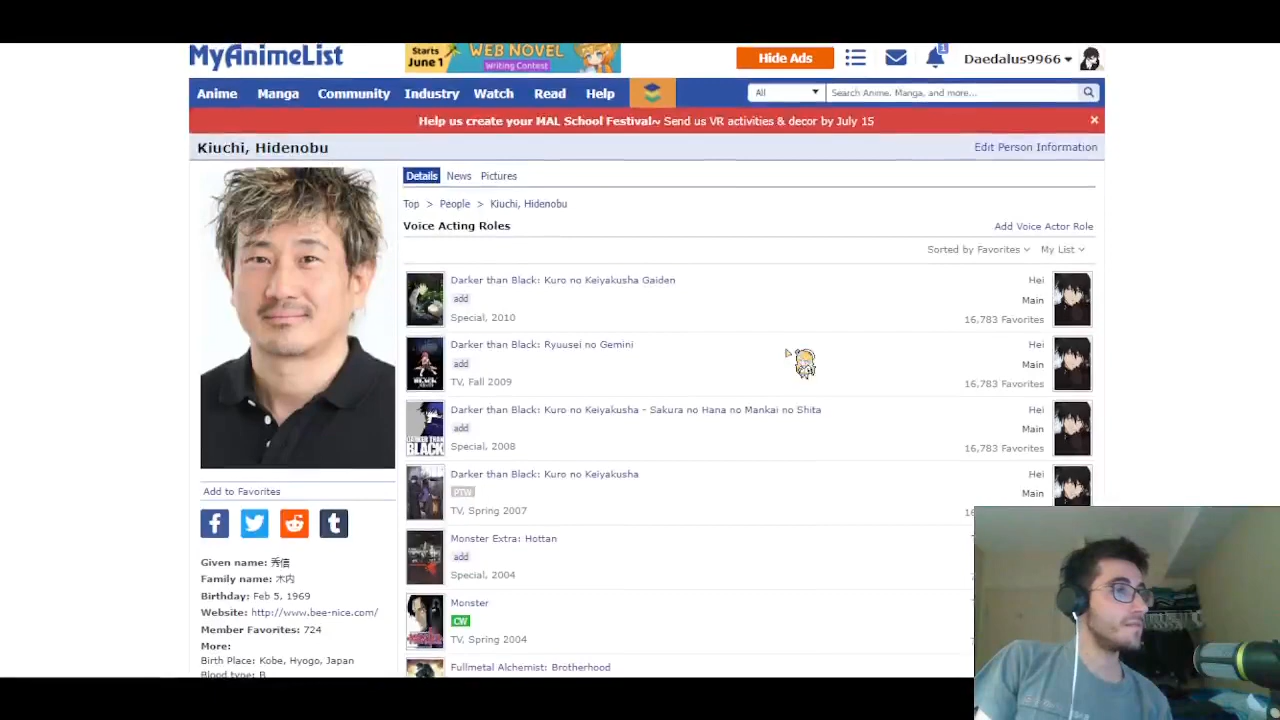 MyAnimeList
Starts June 1
WEB NOVEL
Writing Contest
Hide Ads
1
Daedalus9966
Anime Manga Community Industry Watch Read Help
All
Search Anime, Manga, and more...
Help us create your MAL School Festival~ Send us VR activities & decor by July 15
×
Kiuchi, Hidenobu
Edit Person Information
Details News Pictures
Top > People > Kiuchi, Hidenobu
Voice Acting Roles
Add Voice Actor Role
Sorted by Favorites
My List
Darker than Black: Kuro no Keiyakusha Gaiden
add
Special, 2010
Hei
Main
16,783 Favorites
Darker than Black: Ryuusei no Gemini
add
TV, Fall 2009
Hei
Main
16,783 Favorites
Darker than Black: Kuro no Keiyakusha - Sakura no Hana no Mankai no Shita
add
Special, 2008
Hei
Main
16,783 Favorites
Darker than Black: Kuro no Keiyakusha
PTW
TV, Spring 2007
Hei
Main
Monster Extra: Hottan
add
Special, 2004
Monster
CW
TV, Spring 2004
Fullmetal Alchemist: Brotherhood
Add to Favorites
Given name: 秀信
Family name: 木内
Birthday: Feb 5, 1969
Website: http://www.bee-nice.com/
Member Favorites: 724
More:
Birth Place: Kobe, Hyogo, Japan
Blood type: B